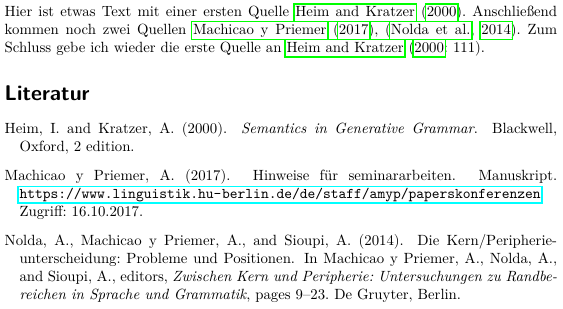 Hier ist etwas Text mit einer ersten Quelle Heim and Kratzer (2000). Anschließend
kommen noch zwei Quellen Machicao y Priemer (2017), (Nolda et al., 2014). Zum
Schluss gebe ich wieder die erste Quelle an Heim and Kratzer (2000: 111).
Literatur
Heim, I. and Kratzer, A. (2000). Semantics in Generative Grammar. Blackwell,
Oxford, 2 edition.
Machicao y Priemer, A. (2017). Hinweise für seminararbeiten. Manuskript.
https://www.linguistik.hu-berlin.de/de/staff/amyp/paperskonferenzen.
Zugriff: 16.10.2017.
Nolda, A., Machicao y Priemer, A., and Sioupi, A. (2014). Die Kern/Peripherie-
unterscheidung: Probleme und Positionen. In Machicao y Priemer, A., Nolda, A.,
and Sioupi, A., editors, Zwischen Kern und Peripherie: Untersuchungen zu Randbe-
reichen in Sprache und Grammatik, pages 9–23. De Gruyter, Berlin.